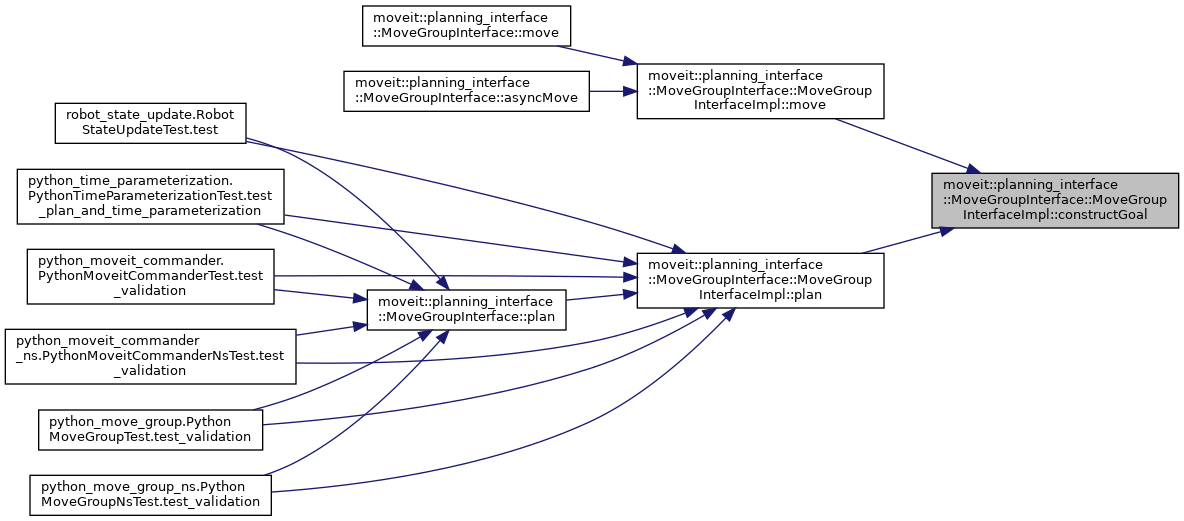 moveit::planning_interface
::MoveGroupInterface::move
moveit::planning_interface
::MoveGroupInterface::asyncMove
moveit::planning_interface
::MoveGroupInterface::MoveGroup
InterfaceImpl::move
robot_state_update.Robot
StateUpdateTest.test
python_time_parameterization.
PythonTimeParameterizationTest.test
_plan_and_time_parameterization
moveit::planning_interface
::MoveGroupInterface::MoveGroup
InterfaceImpl::constructGoal
python_moveit_commander.
PythonMoveitCommanderTest.test
_validation
moveit::planning_interface
::MoveGroupInterface::MoveGroup
InterfaceImpl::plan
moveit::planning_interface
::MoveGroupInterface::plan
python_moveit_commander
_ns.PythonMoveitCommanderNsTest.test
_validation
python_move_group.Python
MoveGroupTest.test_validation
python_move_group_ns.Python
MoveGroupNsTest.test_validation